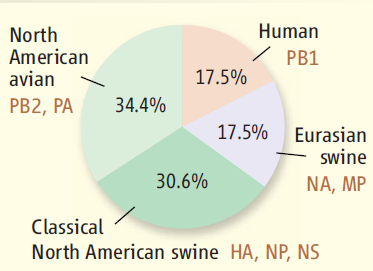 North
American
avian
PB2, PA
34.4%
Human
PB1
17.5%
17.5%
Eurasian
swine
NA, MP
30.6%
Classical
North American swine HA, NP, NS